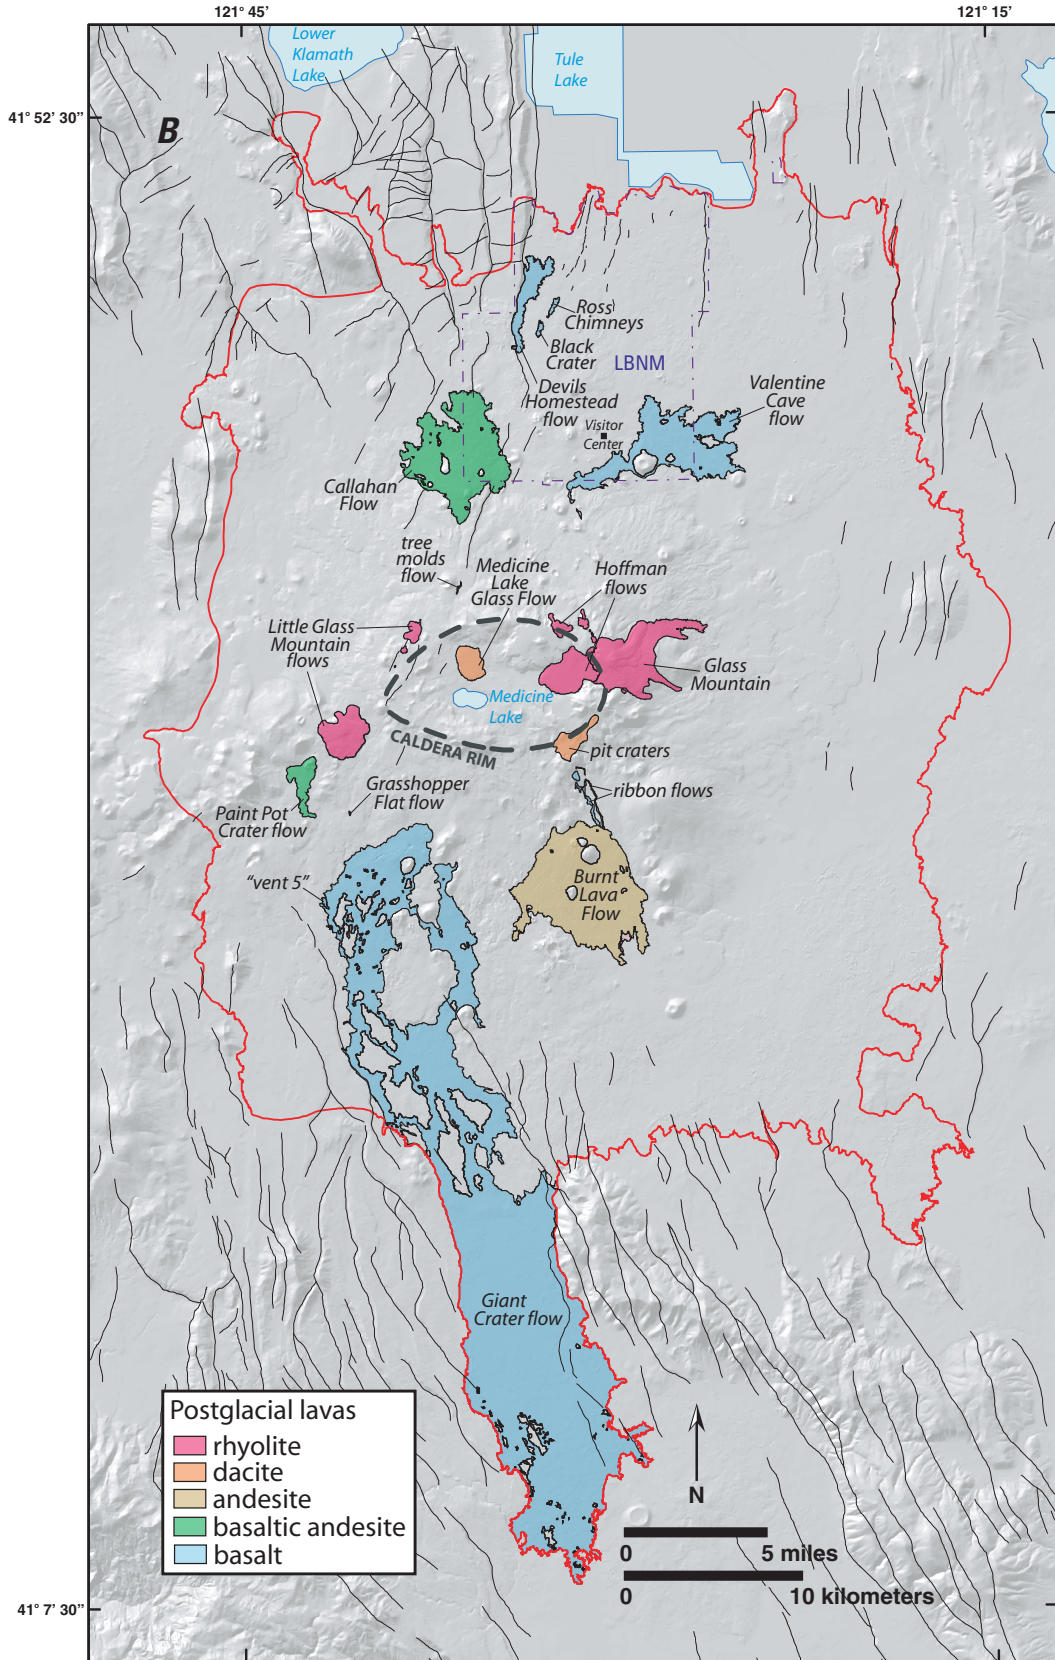 121° 45’
121° 15’
41° 52’ 30”
B
Lower
Klamath
Lake
Tule
Lake
Ross
Chimneys
Black
Crater
LBNM
Devils
Homestead
flow
Valentine
Cave
flow
Visitor
Center
Callahan
Flow
tree
molds
flow
Medicine
Lake
Glass Flow
Hoffman
flows
Little Glass
Mountain
flows
Glass
Mountain
Medicine
Lake
CALDERA RIM
pit craters
Grasshopper
Flat flow
ribbon flows
Paint Pot
Crater flow
“vent 5”
Burnt
Lava
Flow
Giant
Crater flow
Postglacial lavas
rhyolite
dacite
andesite
basaltic andesite
basalt
N
0 5 miles
0 10 kilometers
41° 7’ 30”